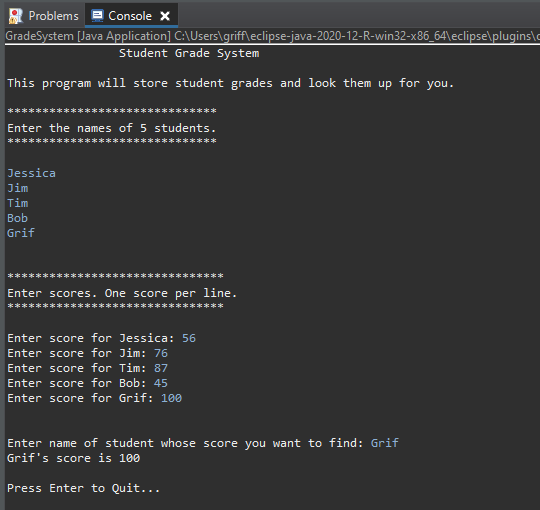 Problems Console
GradeSystem [Java Application] C:\Users\griff\eclipse-java-2020-12-R-win32-x86_64\eclipse\plugins\
Student Grade System
This program will store student grades and look them up for you.
******************************
Enter the names of 5 students.
******************************
Jessica
Jim
Tim
Bob
Grif
*******************************
Enter scores. One score per line.
*******************************
Enter score for Jessica: 56
Enter score for Jim: 76
Enter score for Tim: 87
Enter score for Bob: 45
Enter score for Grif: 100
Enter name of student whose score you want to find: Grif
Grif's score is 100
Press Enter to Quit...